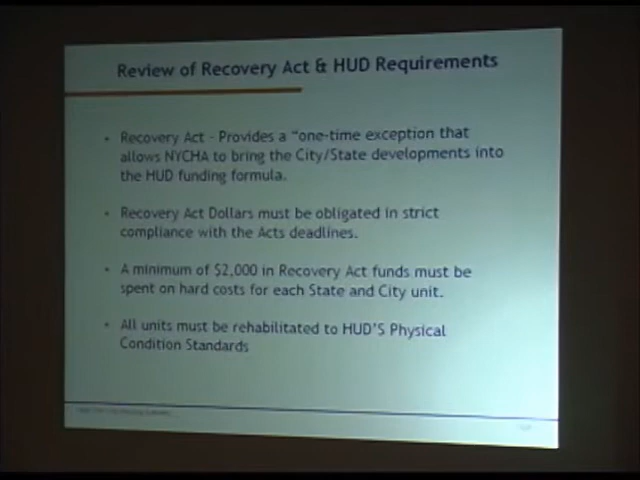 Review of Recovery Act & HUD Requirements
• Recovery Act - Provides a "one-time exception that
allows NYCHA to bring the City/State developments into
the HUD funding formula.
• Recovery Act Dollars must be obligated in strict
compliance with the Acts deadlines.
• A minimum of $2,000 in Recovery Act funds must be
spent on hard costs for each State and City unit.
• All units must be rehabilitated to HUD'S Physical
Condition Standards